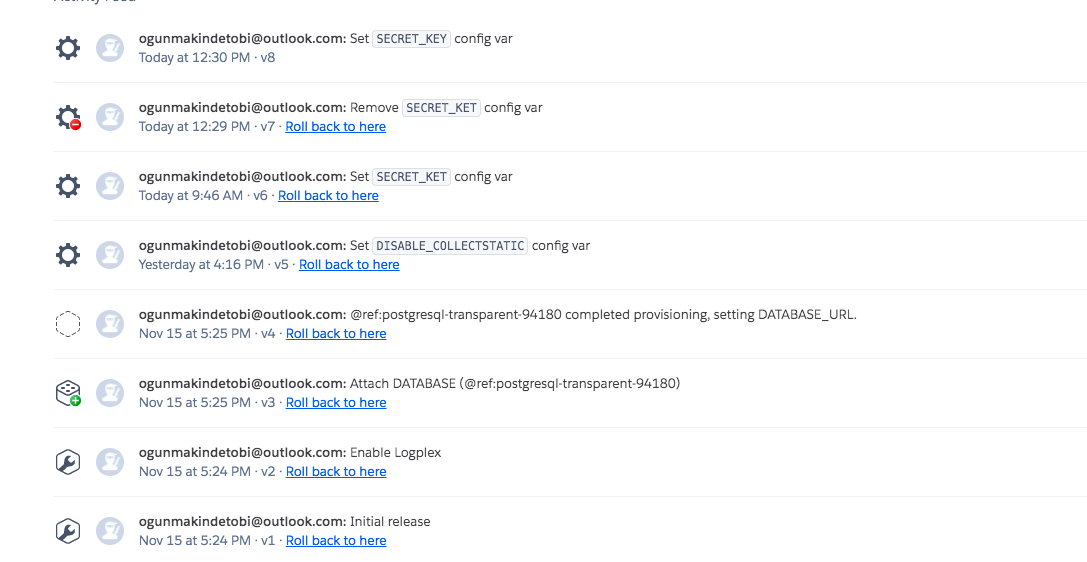 Activity Feed
ogunmakindetobi@outlook.com: Set SECRET_KEY config var
Today at 12:30 PM · v8
ogunmakindetobi@outlook.com: Remove SECRET_KET config var
Today at 12:29 PM · v7 · Roll back to here
ogunmakindetobi@outlook.com: Set SECRET_KET config var
Today at 9:46 AM · v6 · Roll back to here
ogunmakindetobi@outlook.com: Set DISABLE_COLLECTSTATIC config var
Yesterday at 4:16 PM · v5 · Roll back to here
ogunmakindetobi@outlook.com: @ref:postgresql-transparent-94180 completed provisioning, setting DATABASE_URL.
Nov 15 at 5:25 PM · v4 · Roll back to here
ogunmakindetobi@outlook.com: Attach DATABASE (@ref:postgresql-transparent-94180)
Nov 15 at 5:25 PM · v3 · Roll back to here
ogunmakindetobi@outlook.com: Enable Logplex
Nov 15 at 5:24 PM · v2 · Roll back to here
ogunmakindetobi@outlook.com: Initial release
Nov 15 at 5:24 PM · v1 · Roll back to here